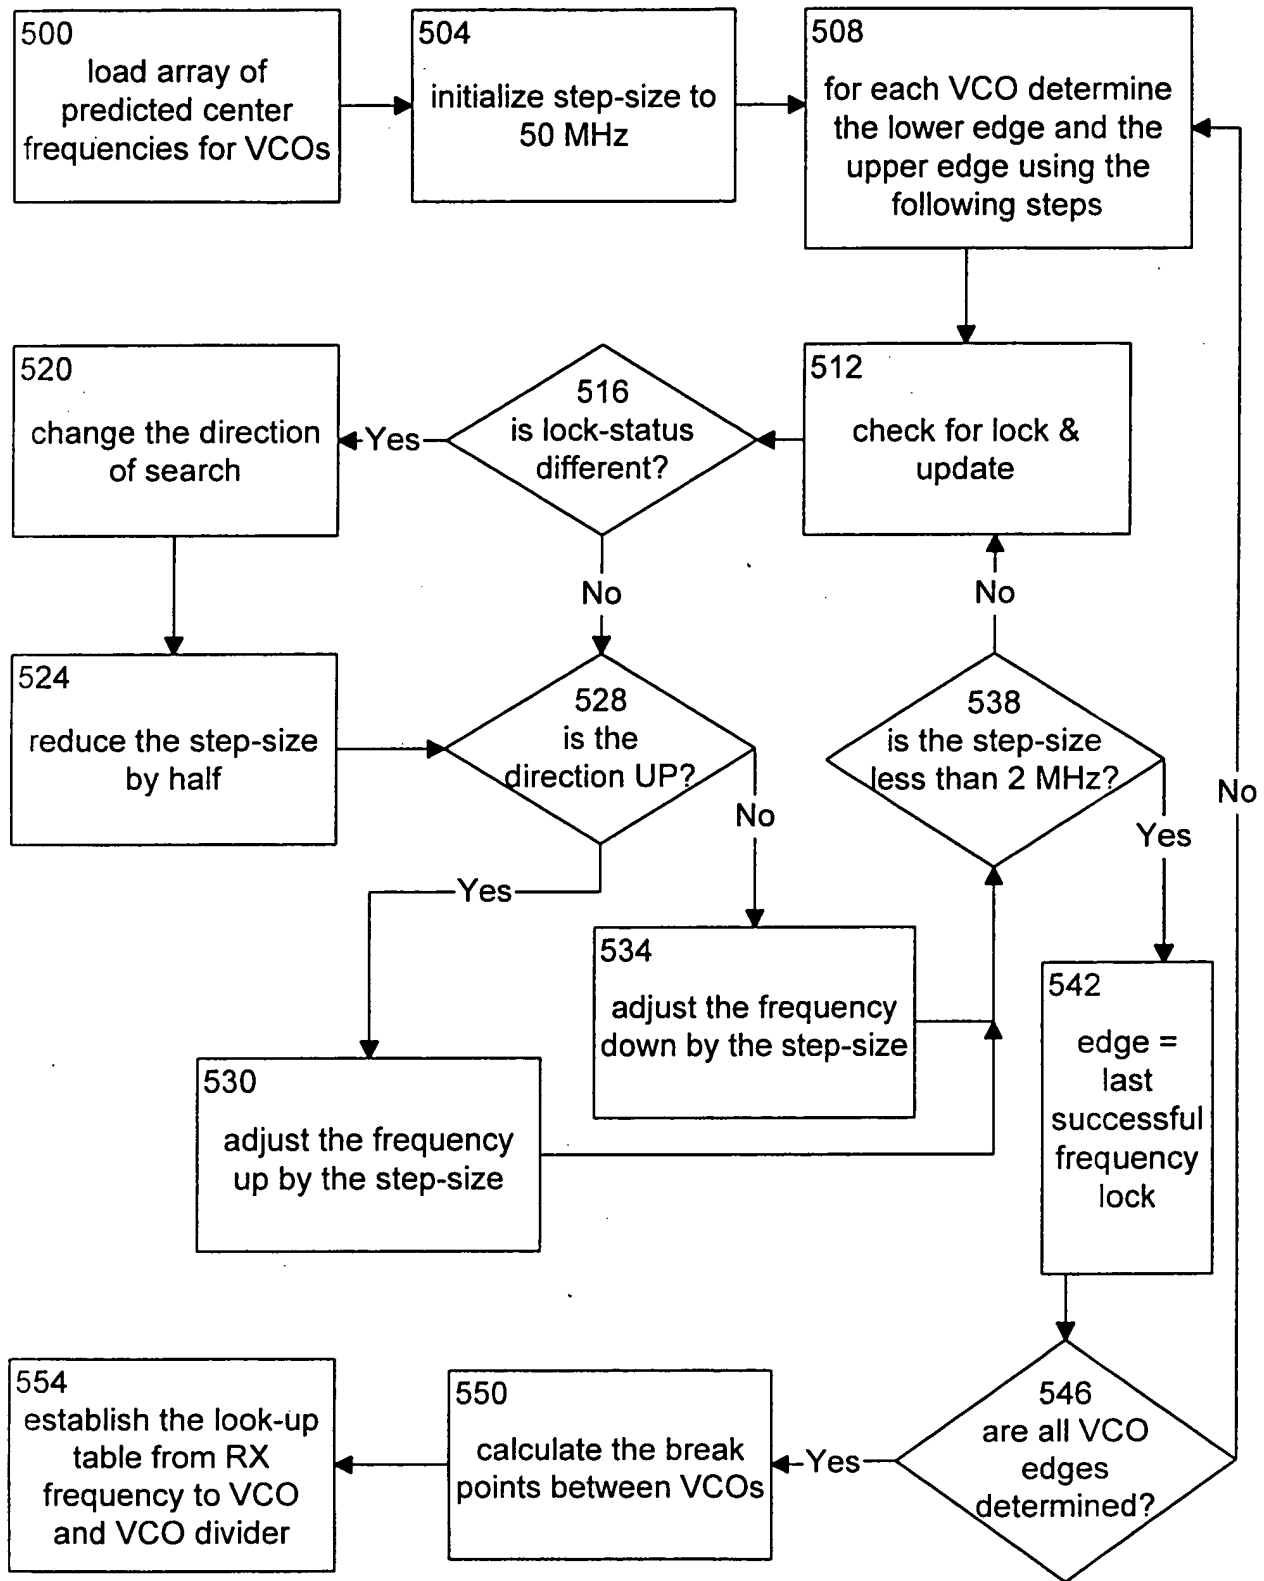 500
load array of
predicted center
frequencies for VCOs
504
initialize step-size to
50 MHz
508
for each VCO determine
the lower edge and the
upper edge using the
following steps
512
check for lock &
update
516
is lock-status
different?
Yes
No
520
change the direction
of search
524
reduce the step-size
by half
528
is the
direction UP?
Yes
No
530
adjust the frequency
up by the step-size
534
adjust the frequency
down by the step-size
538
is the step-size
less than 2 MHz?
No
Yes
542
edge =
last
successful
frequency
lock
546
are all VCO
edges
determined?
No
Yes
550
calculate the break
points between VCOs
554
establish the look-up
table from RX
frequency to VCO
and VCO divider